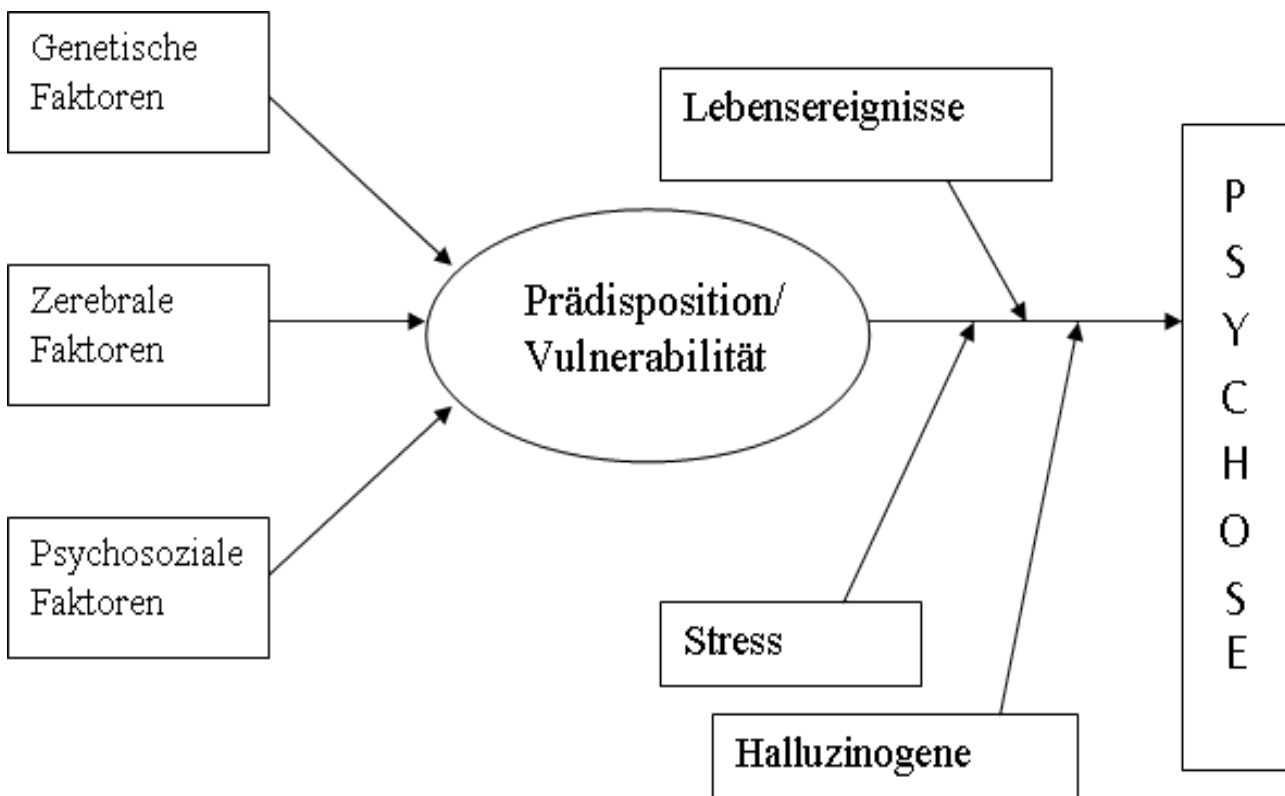 Genetische
Faktoren
Zerebrale
Faktoren
Psychosoziale
Faktoren
Prädisposition/
Vulnerabilität
Lebensereignisse
Stress
Halluzinogene
P
S
Y
C
H
O
S
E